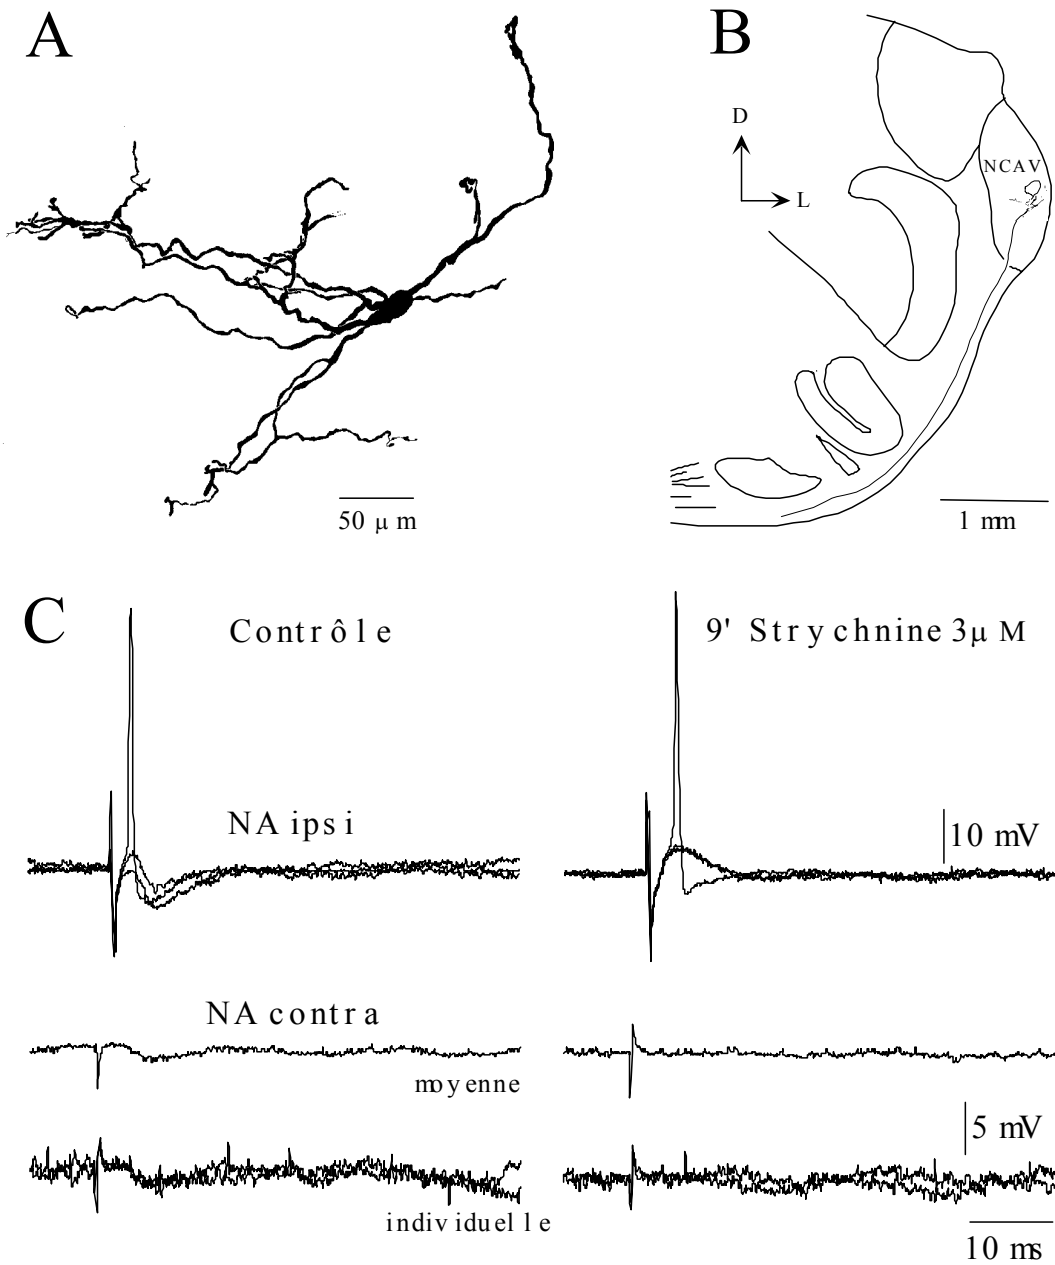 A
B
D
NCAV
L
50 μm
1 mm
C
Contrôle
9' Strychnine 3μM
NA ipsi
10 mV
NA contra
moyenne
5 mV
individuelle
10 ms